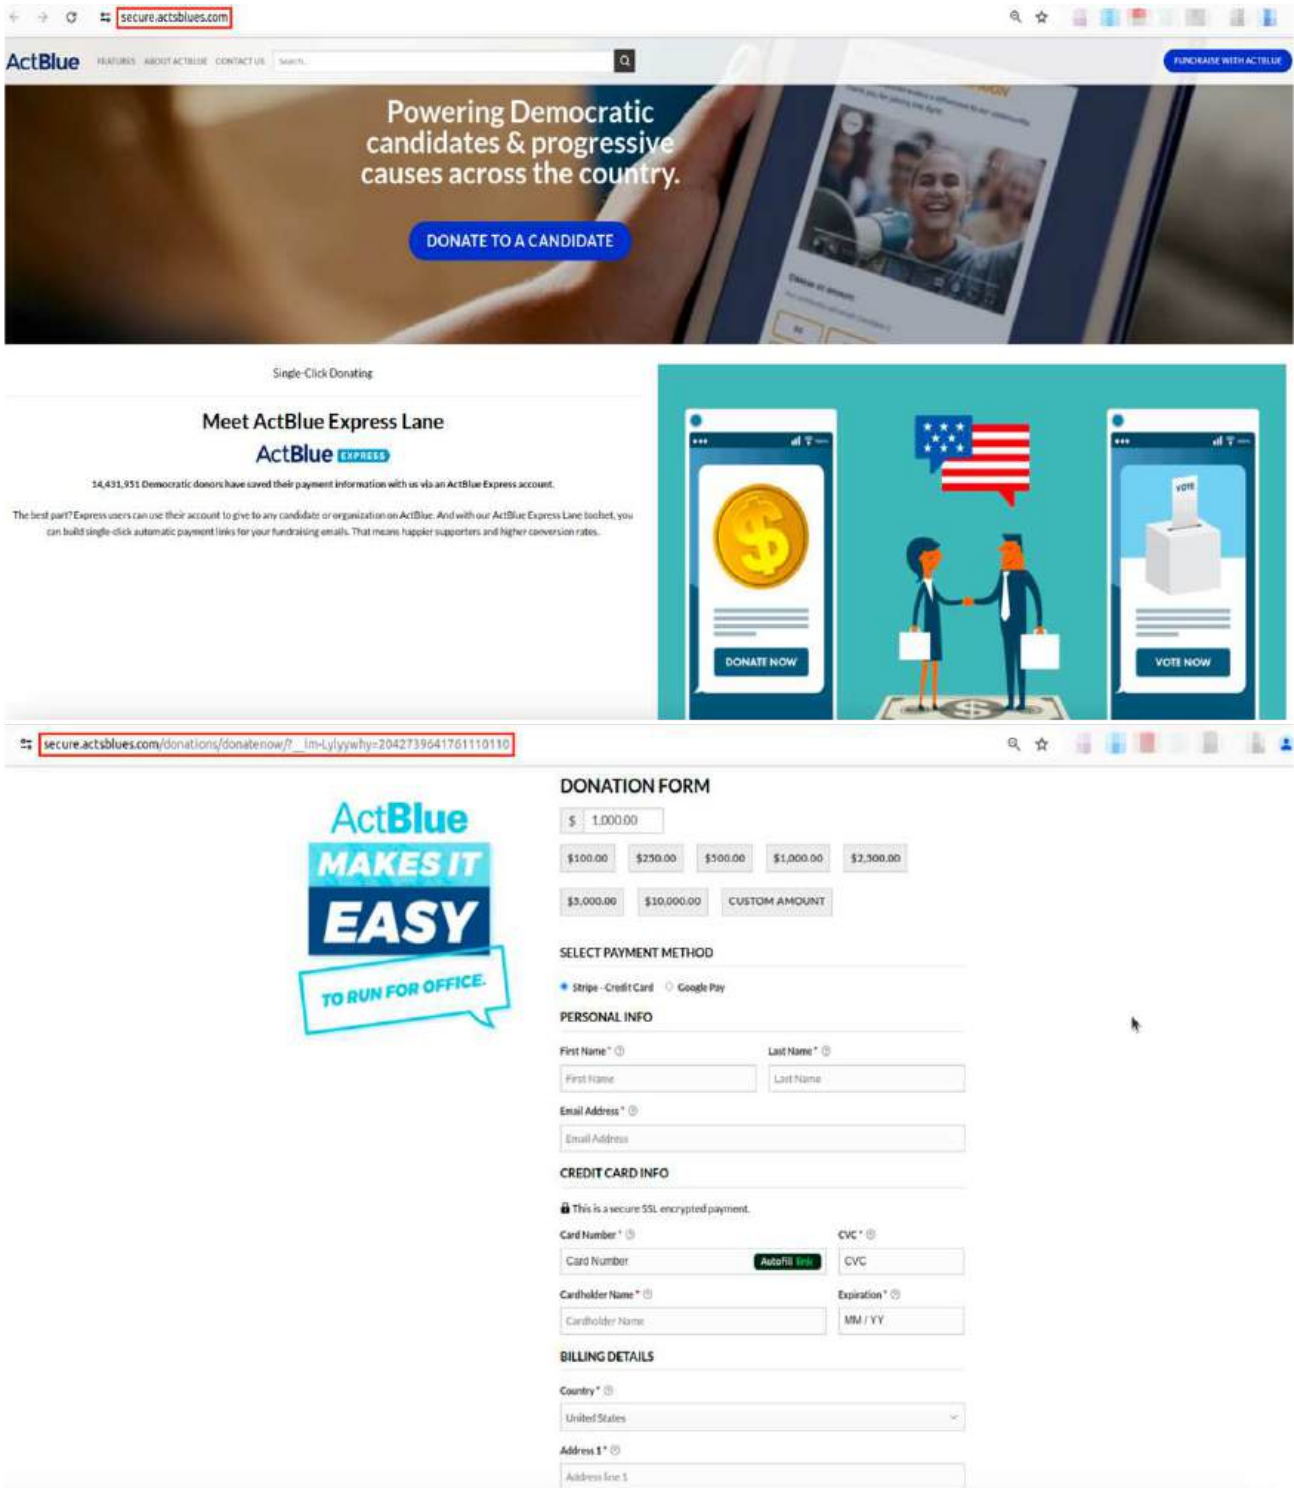 secure.actsblues.com
ActBlue FEATURES ABOUT ACTBLUE CONTACT US Search.. FUNDRAISE WITH ACTBLUE
Powering Democratic
candidates & progressive
causes across the country.
DONATE TO A CANDIDATE
Single-Click Donating
Meet ActBlue Express Lane
ActBlue EXPRESS
14,431,951 Democratic donors have saved their payment information with us via an ActBlue Express account.
The best part? Express users can use their account to give to any candidate or organization on ActBlue. And with our ActBlue Express Lane toolset, you
can build single-click automatic payment links for your fundraising emails. That means happier supporters and higher conversion rates.
DONATE NOW
VOTE
VOTE NOW
secure.actsblues.com/donations/donatenow/?__im-Lylyywhy=2042739641761110110
ActBlue
MAKES IT
EASY
TO RUN FOR OFFICE.
DONATION FORM
$ 1,000.00
$100.00 $250.00 $500.00 $1,000.00 $2,500.00
$5,000.00 $10,000.00 CUSTOM AMOUNT
SELECT PAYMENT METHOD
Stripe - Credit Card Google Pay
PERSONAL INFO
First Name * Last Name *
First Name Last Name
Email Address *
Email Address
CREDIT CARD INFO
This is a secure SSL encrypted payment.
Card Number * CVC *
Card Number Autofill link CVC
Cardholder Name * Expiration *
Cardholder Name MM / YY
BILLING DETAILS
Country *
United States
Address 1 *
Address line 1